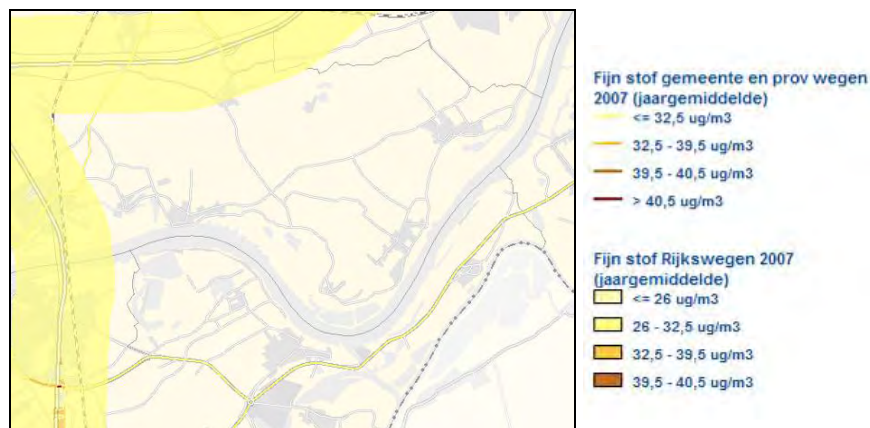 Fijn stof gemeente en prov wegen
2007 (jaargemiddelde)
<= 32,5 ug/m3
32,5 - 39,5 ug/m3
39,5 - 40,5 ug/m3
> 40,5 ug/m3
Fijn stof Rijkswegen 2007
(jaargemiddelde)
<= 26 ug/m3
26 - 32,5 ug/m3
32,5 - 39,5 ug/m3
39,5 - 40,5 ug/m3